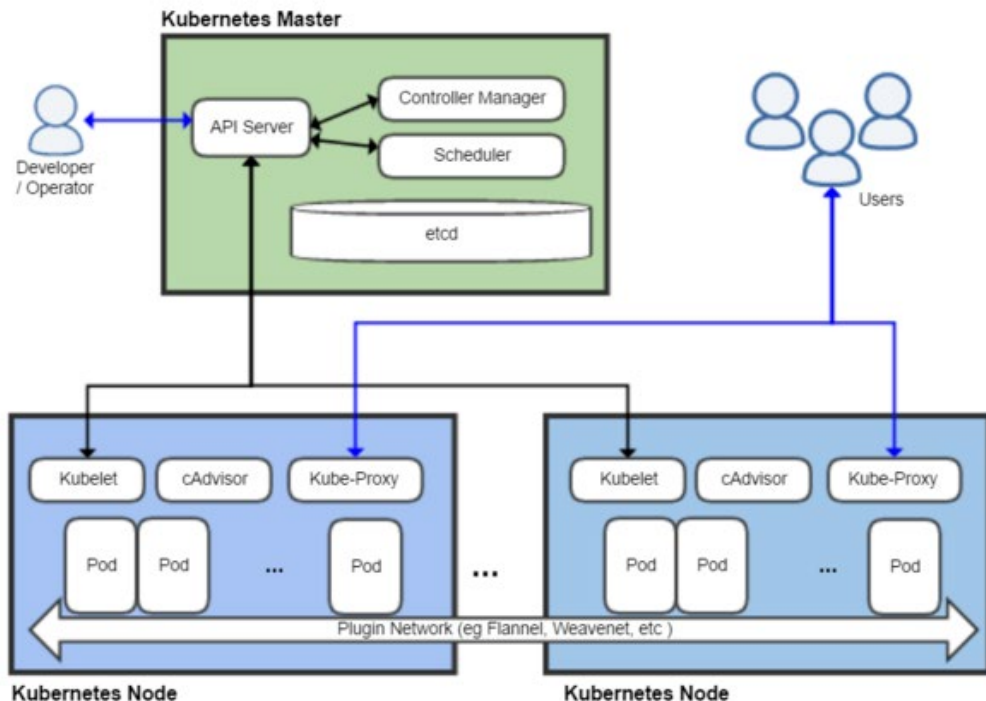 Kubernetes Master
API Server
Controller Manager
Scheduler
etcd
Developer
/ Operator
Users
Kubelet
cAdvisor
Kube-Proxy
Pod
Pod
...
Pod
...
Kubelet
cAdvisor
Kube-Proxy
Pod
Pod
...
Pod
Plugin Network (eg Flannel, Weavenet, etc )
Kubernetes Node
Kubernetes Node